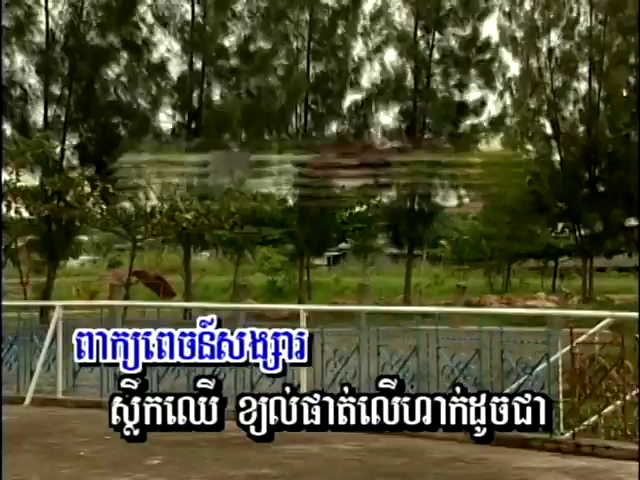 ពាក្យពេចន៍សង្សារ
ស្លឹកឈើ ខ្យល់ផាត់លើហាក់ដូចជា